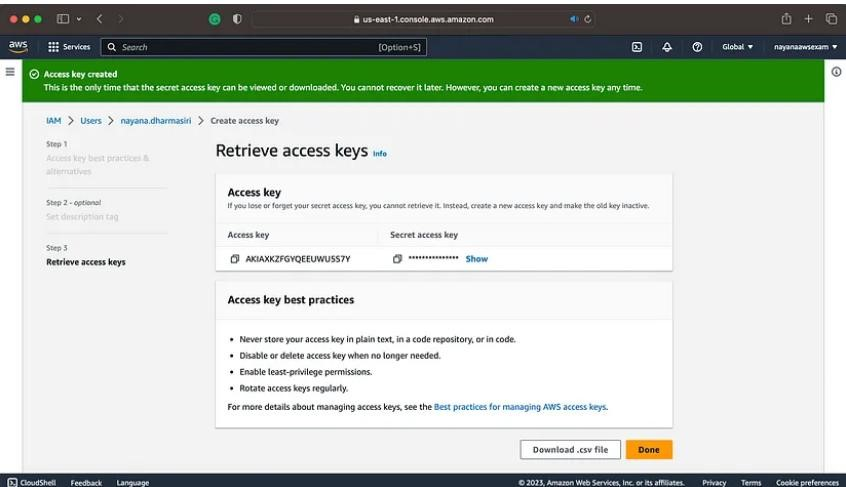 us-east-1.console.aws.amazon.com
aws
Services
Search
[Option+S]
Global
nayanaawsexam
Access key created
This is the only time that the secret access key can be viewed or downloaded. You cannot recover it later. However, you can create a new access key any time.
IAM > Users > nayana.dharmasiri > Create access key
Step 1
Access key best practices &
alternatives
Step 2 - optional
Set description tag
Step 3
Retrieve access keys
Retrieve access keys Info
Access key
If you lose or forget your secret access key, you cannot retrieve it. Instead, create a new access key and make the old key inactive.
Access key
Secret access key
AKIAXKZFGYQEEUWU5S7Y
*************** Show
Access key best practices
• Never store your access key in plain text, in a code repository, or in code.
• Disable or delete access key when no longer needed.
• Enable least-privilege permissions.
• Rotate access keys regularly.
For more details about managing access keys, see the Best practices for managing AWS access keys.
Download .csv file
Done
CloudShell
Feedback
Language
© 2023, Amazon Web Services, Inc. or its affiliates.
Privacy
Terms
Cookie preferences